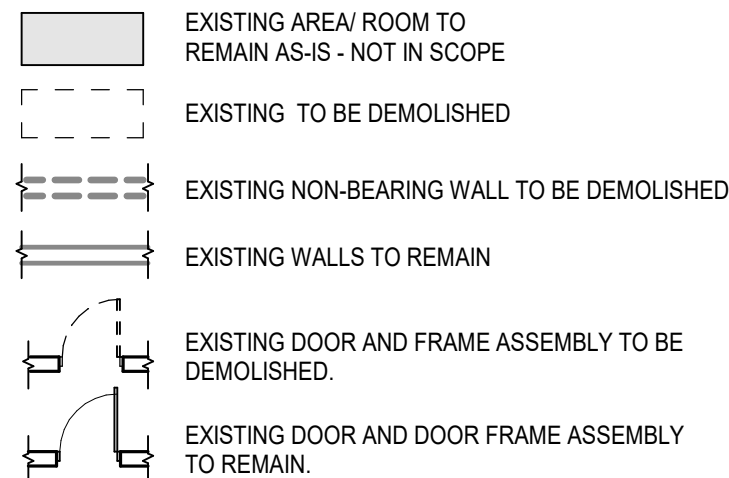 EXISTING AREA/ ROOM TO
REMAIN AS-IS - NOT IN SCOPE
EXISTING  TO BE DEMOLISHED
EXISTING NON-BEARING WALL TO BE DEMOLISHED
EXISTING WALLS TO REMAIN
EXISTING DOOR AND FRAME ASSEMBLY TO BE
DEMOLISHED.
EXISTING DOOR AND DOOR FRAME ASSEMBLY
TO REMAIN.